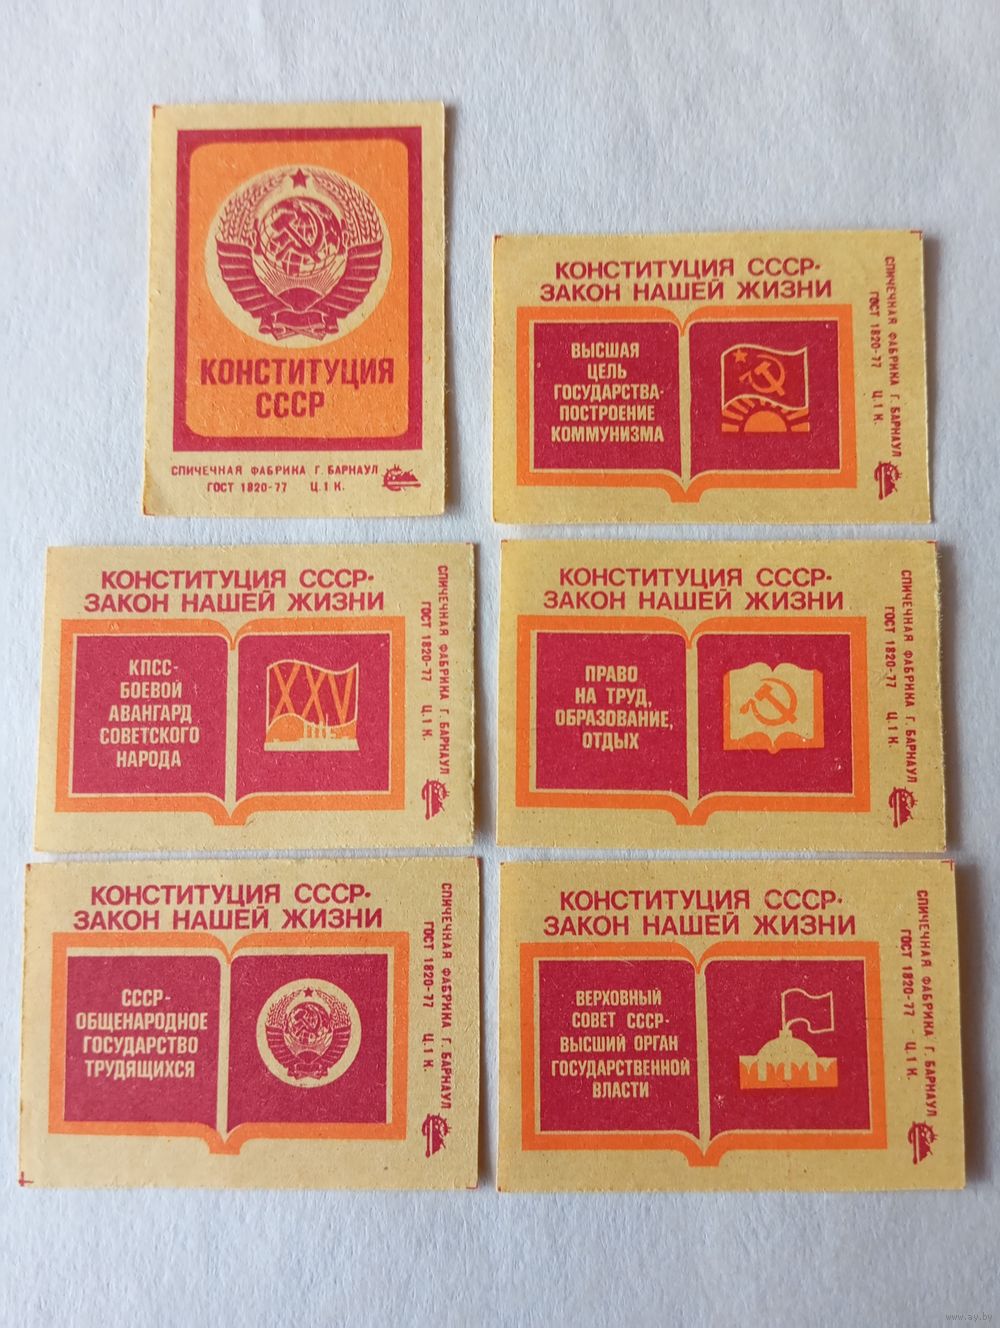 КОНСТИТУЦИЯ
СССР
СПИЧЕЧНАЯ ФАБРИКА Г. БАРНАУЛ
ГОСТ 1820-77 Ц.1 К.
КОНСТИТУЦИЯ СССР-
ЗАКОН НАШЕЙ ЖИЗНИ
ВЫСШАЯ
ЦЕЛЬ
ГОСУДАРСТВА-
ПОСТРОЕНИЕ
КОММУНИЗМА
СПИЧЕЧНАЯ ФАБРИКА Г. БАРНАУЛ
ГОСТ 1820-77 Ц.1 К.
КОНСТИТУЦИЯ СССР-
ЗАКОН НАШЕЙ ЖИЗНИ
КПСС-
БОЕВОЙ
АВАНГАРД
СОВЕТСКОГО
НАРОДА
XXV
СПИЧЕЧНАЯ ФАБРИКА Г. БАРНАУЛ
ГОСТ 1820-77 Ц.1 К.
КОНСТИТУЦИЯ СССР-
ЗАКОН НАШЕЙ ЖИЗНИ
ПРАВО
НА ТРУД,
ОБРАЗОВАНИЕ,
ОТДЫХ
СПИЧЕЧНАЯ ФАБРИКА Г. БАРНАУЛ
ГОСТ 1820-77 Ц.1 К.
КОНСТИТУЦИЯ СССР-
ЗАКОН НАШЕЙ ЖИЗНИ
СССР-
ОБЩЕНАРОДНОЕ
ГОСУДАРСТВО
ТРУДЯЩИХСЯ
СПИЧЕЧНАЯ ФАБРИКА Г. БАРНАУЛ
ГОСТ 1820-77 Ц.1 К.
КОНСТИТУЦИЯ СССР-
ЗАКОН НАШЕЙ ЖИЗНИ
ВЕРХОВНЫЙ
СОВЕТ СССР-
ВЫСШИЙ ОРГАН
ГОСУДАРСТВЕННОЙ
ВЛАСТИ
СПИЧЕЧНАЯ ФАБРИКА Г. БАРНАУЛ
ГОСТ 1820-77 Ц.1 К.
www.ay.by